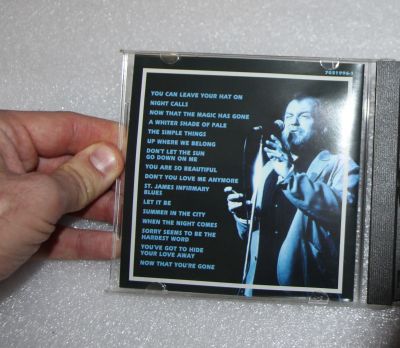 7081996-1
YOU CAN LEAVE YOUR HAT ON
NIGHT CALLS
NOW THAT THE MAGIC HAS GONE
A WHITER SHADE OF PALE
THE SIMPLE THINGS
UP WHERE WE BELONG
DON'T LET THE SUN
GO DOWN ON ME
YOU ARE SO BEAUTIFUL
DON'T YOU LOVE ME ANYMORE
ST. JAMES INFIRMARY
BLUES
LET IT BE
SUMMER IN THE CITY
WHEN THE NIGHT COMES
SORRY SEEMS TO BE THE
HARDEST WORD
YOU'VE GOT TO HIDE
YOUR LOVE AWAY
NOW THAT YOU'RE GONE